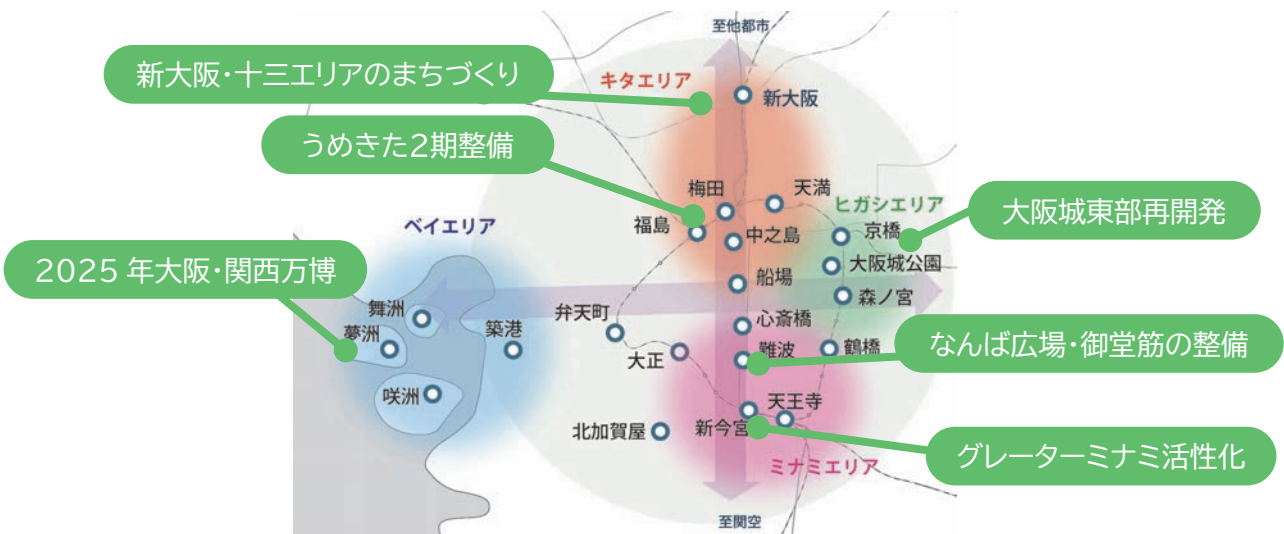 至他都市
新大阪・十三エリアのまちづくり
キタエリア
新大阪
うめきた2期整備
梅田
天満
ヒガシエリア
大阪城東部再開発
福島
中之島
京橋
ベイエリア
大阪城公園
2025年大阪・関西万博
船場
森ノ宮
舞洲
弁天町
心斎橋
夢洲
築港
難波
鶴橋
なんば広場・御堂筋の整備
大正
咲洲
天王寺
北加賀屋
新今宮
グレーターミナミ活性化
ミナミエリア
至関空